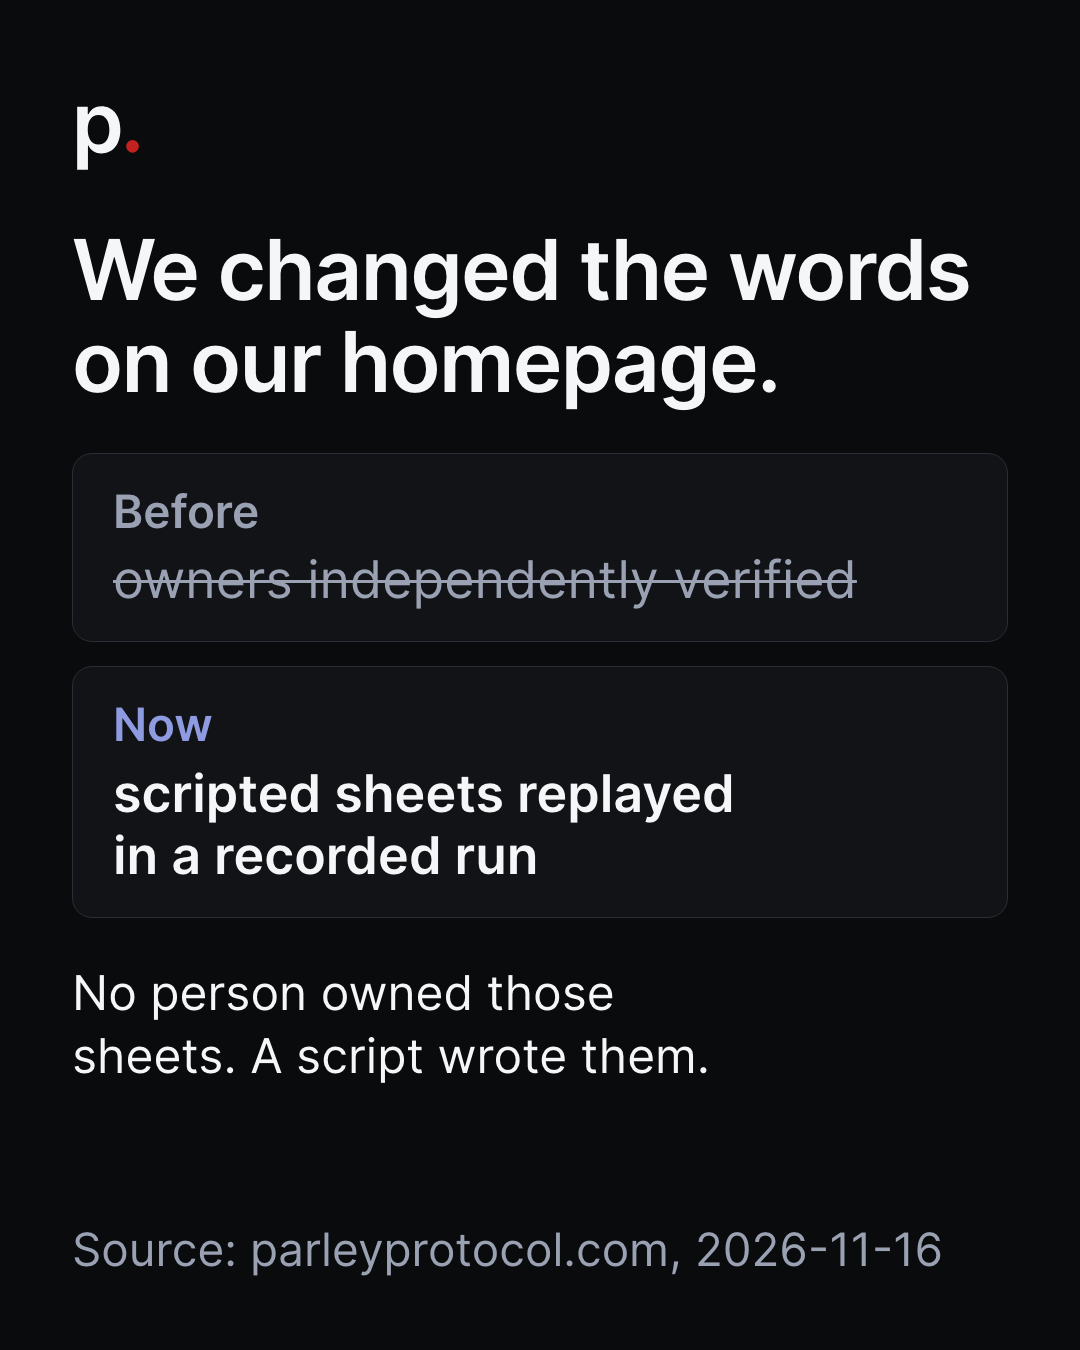 p.
We changed the words
on our homepage.
Before
owners independently verified
Now
scripted sheets replayed
in a recorded run
No person owned those
sheets. A script wrote them.
Source: parleyprotocol.com, 2026-11-16